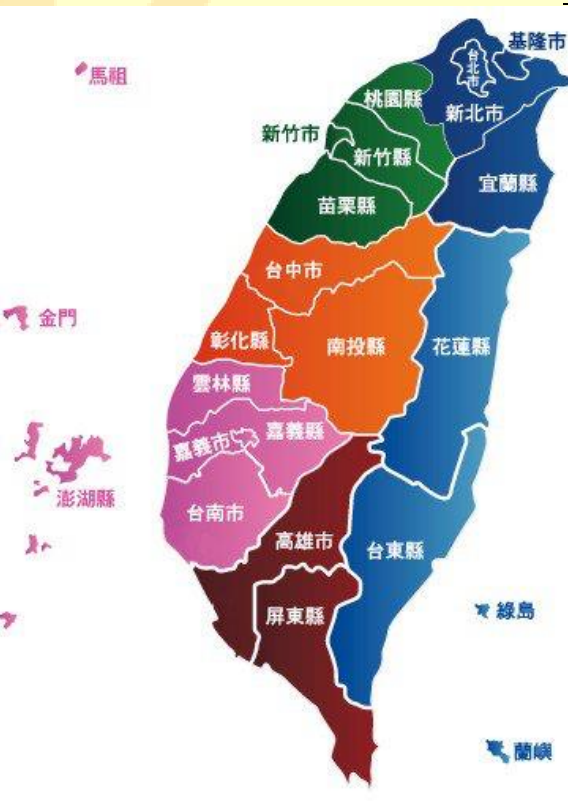 基隆市
台北市
馬祖
桃園縣
新北市
新竹市
新竹縣
宜蘭縣
苗栗縣
台中市
金門
彰化縣
南投縣
花蓮縣
雲林縣
嘉義市
嘉義縣
澎湖縣
台南市
高雄市
台東縣
屏東縣
綠島
蘭嶼